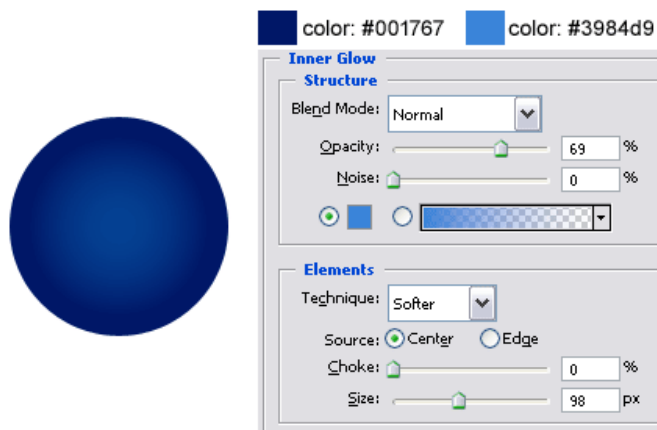 color: #001767 color: #3984d9
Inner Glow
Structure
Blend Mode: Normal
Opacity: 69 %
Noise: 0 %
Elements
Technique: Softer
Source: Center Edge
Choke: 0 %
Size: 98 px